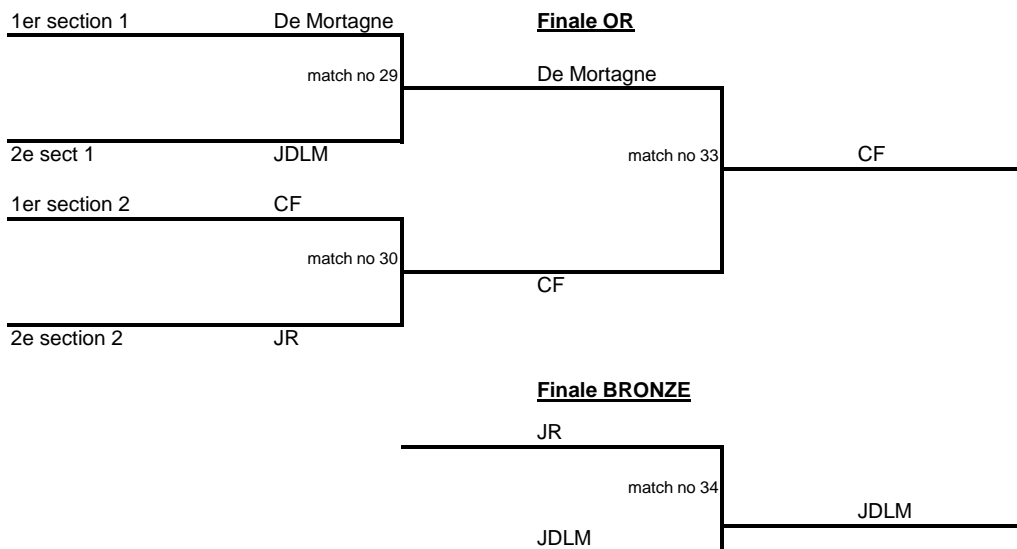 1er section 1 De Mortagne Finale OR
match no 29 De Mortagne
2e sect 1 JDLM match no 33 CF
1er section 2 CF
match no 30
CF
2e section 2 JR
Finale BRONZE
JR
match no 34
JDLM
JDLM